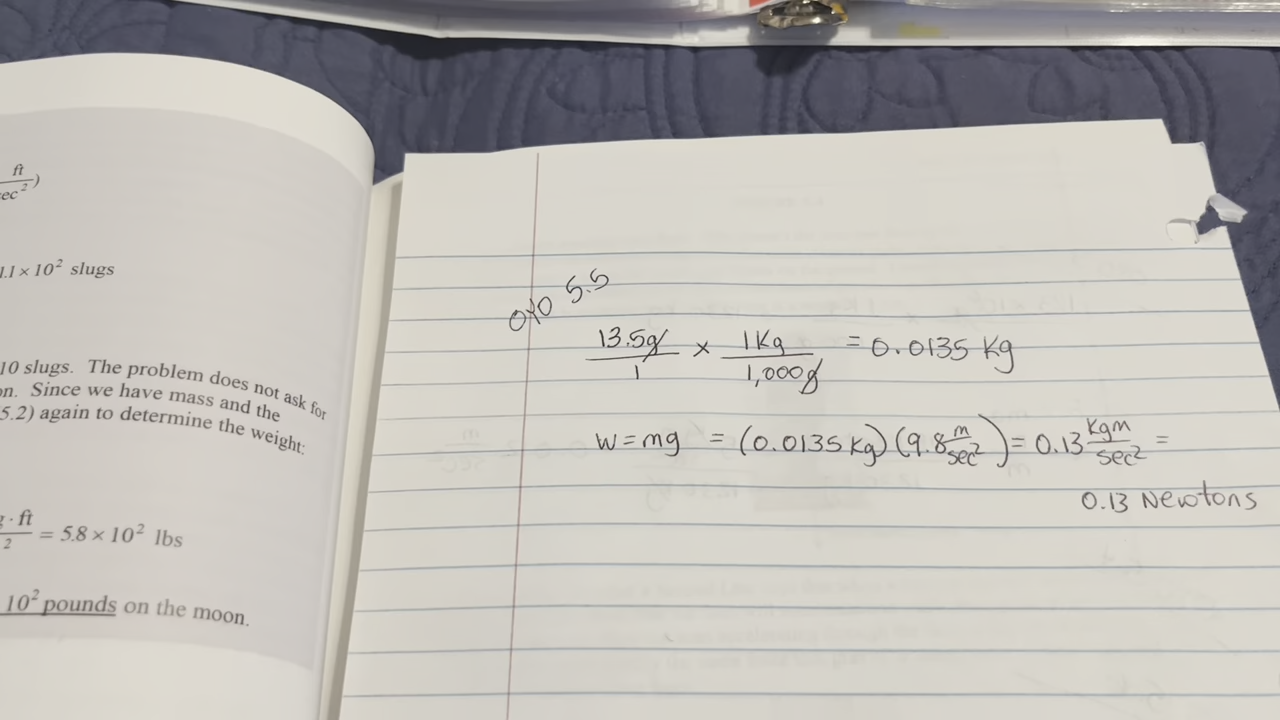 ft
sec²)
1.1 × 10² slugs
10 slugs. The problem does not ask for
on. Since we have mass and the
5.2) again to determine the weight:
g · ft
2 = 5.8 × 10² lbs
10² pounds on the moon.
OYO 5.5
13.5g/1 × 1Kg/1,000g = 0.0135 Kg
W = mg = (0.0135 Kg) (9.8 m/sec²) = 0.13 Kgm/sec² =
0.13 Newtons